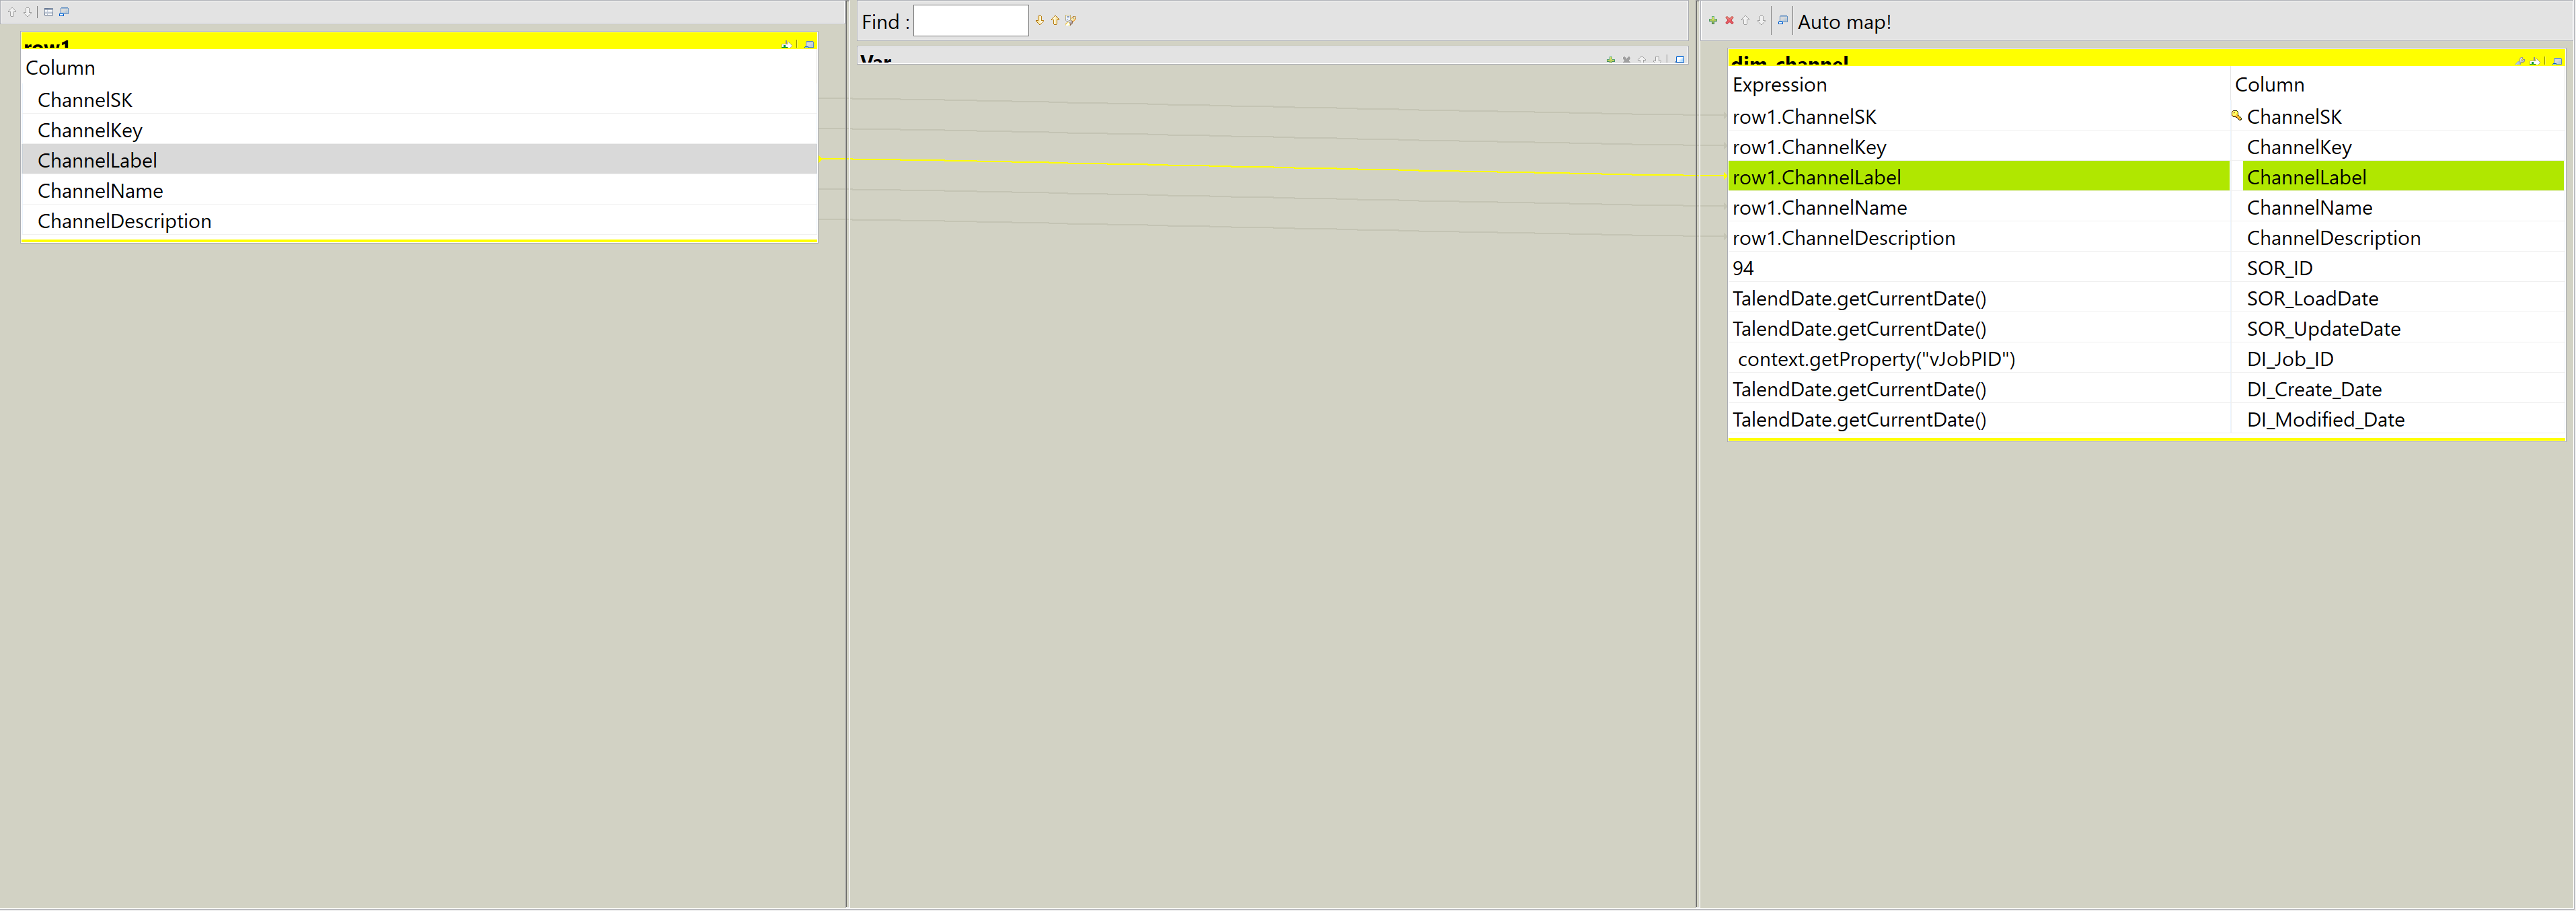 row1
Column
ChannelSK
ChannelKey
ChannelLabel
ChannelName
ChannelDescription
Find :
Var
Auto map!
dim_channel
Expression Column
row1.ChannelSK ChannelSK
row1.ChannelKey ChannelKey
row1.ChannelLabel ChannelLabel
row1.ChannelName ChannelName
row1.ChannelDescription ChannelDescription
94 SOR_ID
TalendDate.getCurrentDate() SOR_LoadDate
TalendDate.getCurrentDate() SOR_UpdateDate
context.getProperty("vJobPID") DI_Job_ID
TalendDate.getCurrentDate() DI_Create_Date
TalendDate.getCurrentDate() DI_Modified_Date